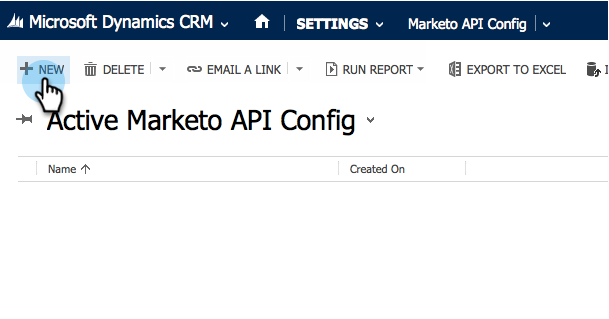 Microsoft Dynamics CRM SETTINGS Marketo API Config
NEW DELETE EMAIL A LINK RUN REPORT EXPORT TO EXCEL
Active Marketo API Config
Name Created On